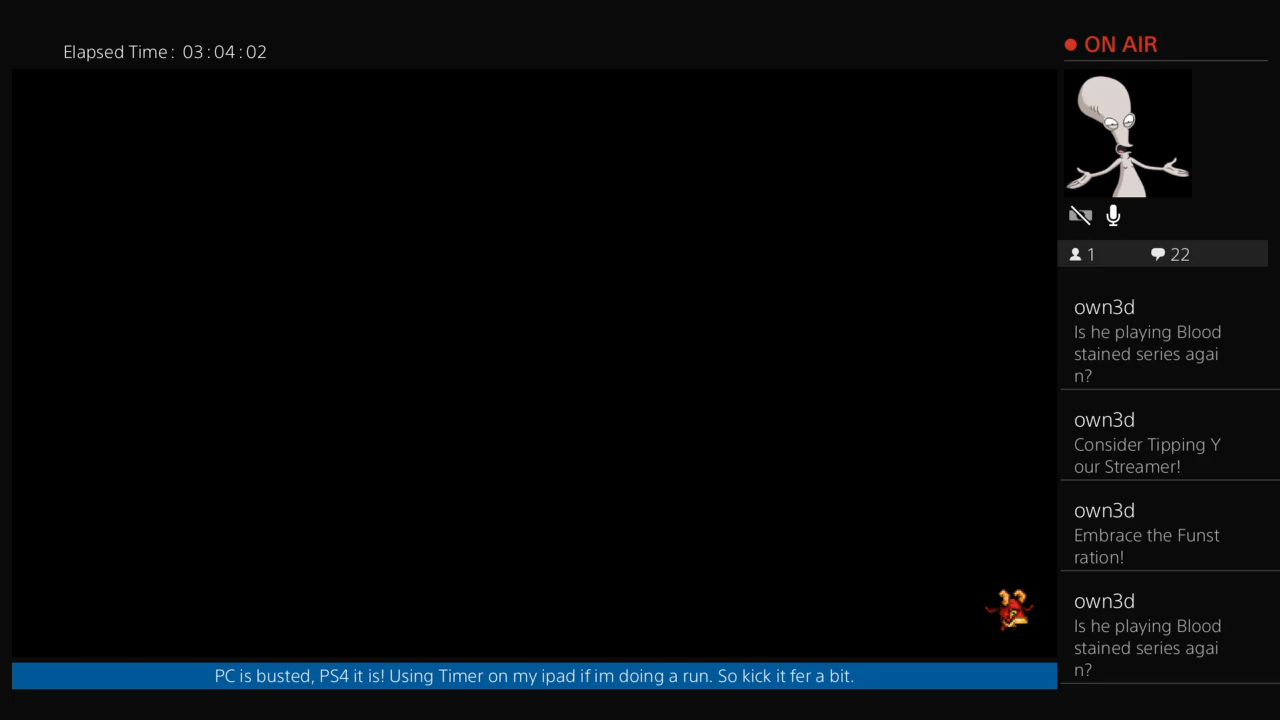 Elapsed Time: 03:04:02
ON AIR
1
22
own3d
Is he playing Blood
stained series agai
n?
own3d
Consider Tipping Y
our Streamer!
own3d
Embrace the Funst
ration!
own3d
Is he playing Blood
stained series agai
n?
PC is busted, PS4 it is! Using Timer on my ipad if im doing a run. So kick it fer a bit.